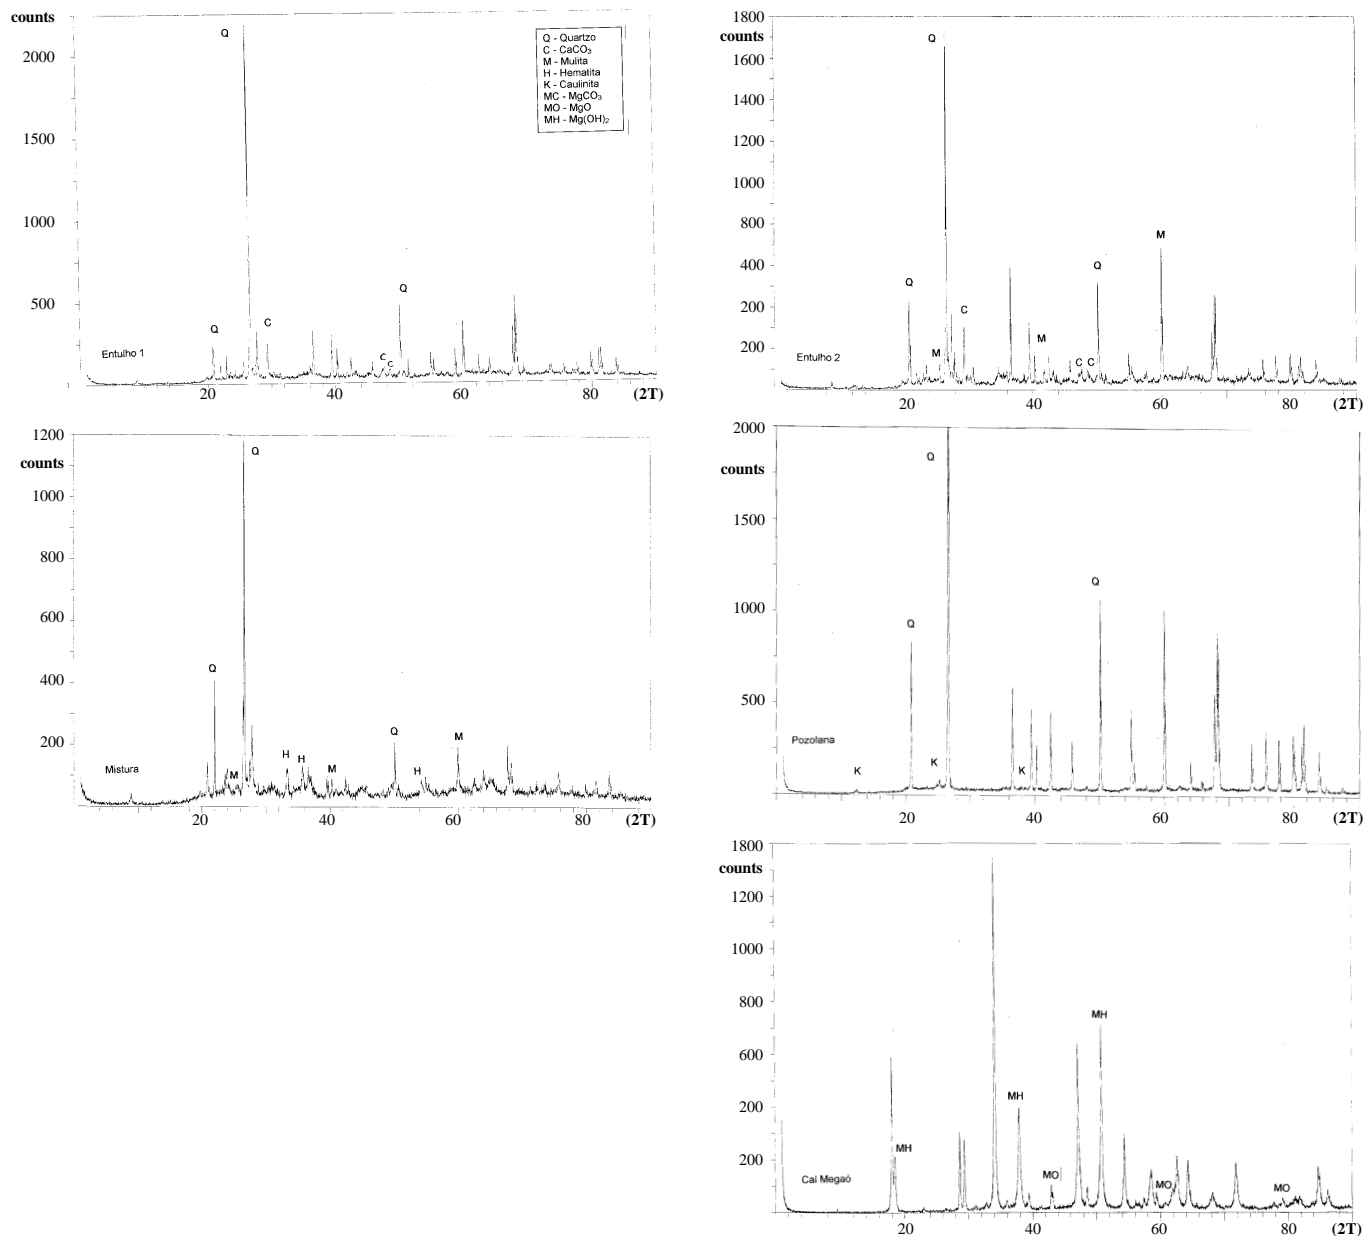 counts
2000
1500
1000
500
Q
Q
C
C
C
Q
Entulho 1
20
40
60
80
(2T)
Q - Quartzo
C - CaCO₃
M - Mulita
H - Hematita
K - Caulinita
MC - MgCO₃
MO - MgO
MH - Mg(OH)₂
1800
counts
1600
1400
1200
1000
800
400
200
200
Q
Q
M
C
M
C
C
Q
M
Entulho 2
20
40
60
80
(2T)
1200
counts
1000
800
600
400
200
Q
Q
M
H
H
M
Q
H
M
Mistura
20
40
60
80
(2T)
2000
counts
1500
1000
500
Q
Q
K
K
K
Q
Pozolana
20
40
60
80
(2T)
1800
counts
1200
1000
800
600
200
200
MH
MH
MO
MH
MO
MO
Cal Megaó
20
40
60
80
(2T)